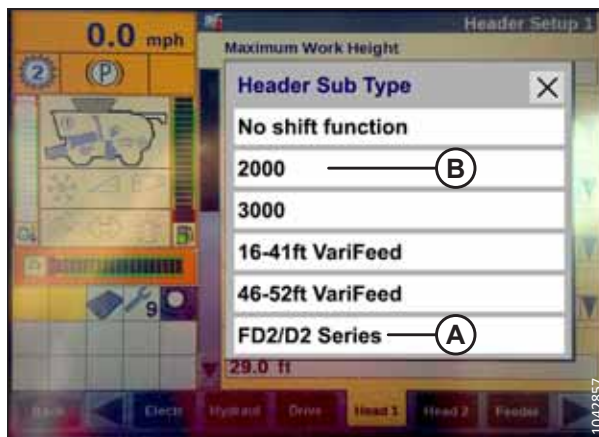 0.0 mph
Header Setup 1
2
P
Maximum Work Height
Header Sub Type
No shift function
2000
B
3000
16-41ft VariFeed
46-52ft VariFeed
FD2/D2 Series
A
9
29.0 ft
Back
Electr
Hydraul
Drive
Head 1
Head 2
Feeder
1042857